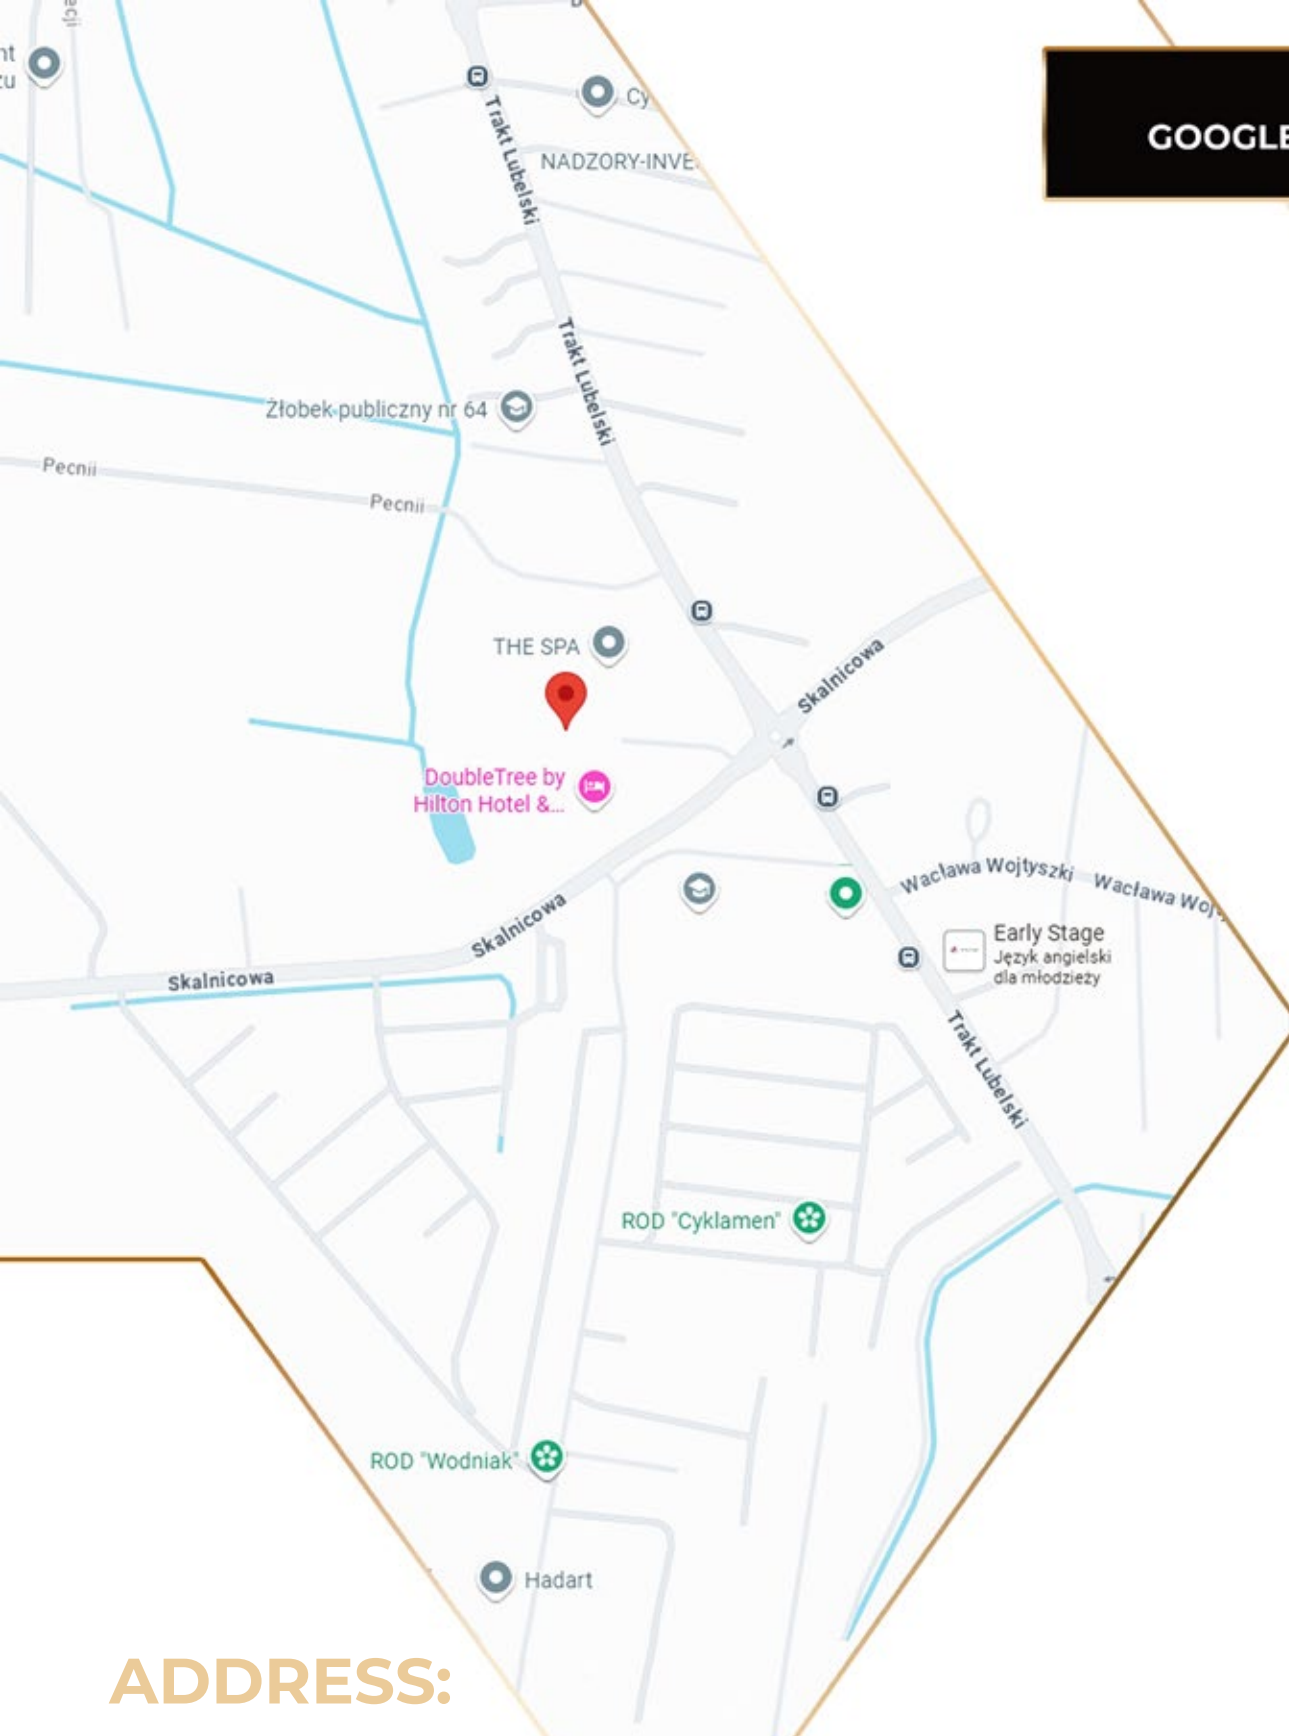 GOOGLE
Trakt Lubelski
NADZORY-INVE
Trakt Lubelski
Żłobek publiczny nr 64
Pecnii
Pecnii
THE SPA
Skalnicowa
DoubleTree by
Hilton Hotel &...
Wacława Wojtyszki
Wacława
Skalnicowa
Early Stage
Język angielski
dla młodzieży
Skalnicowa
Trakt Lubelski
ROD "Cyklamen"
ROD "Wodniak"
Hadart
ADDRESS: